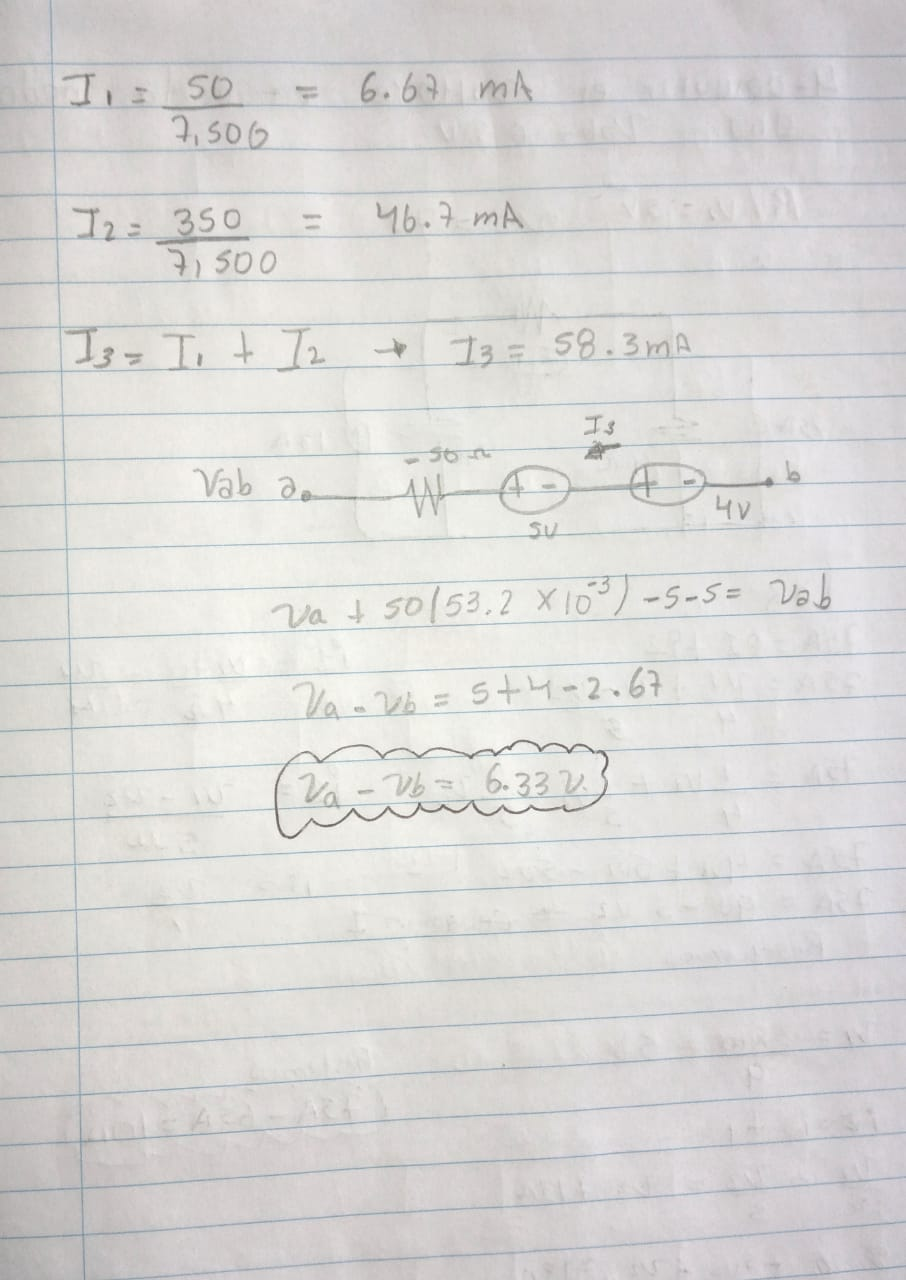 I1 = 50/7,500 = 6.67 mA
I2 = 350/7,500 = 46.7 mA
I3 = I1 + I2 → I3 = 58.3mA
I3
50 Ω
Vab a + - + - b
5V 4V
Va + 50(53.2 x10^-3) -5-5= Vab
Va - Vb = 5+4-2.67
Va - Vb = 6.33 V.